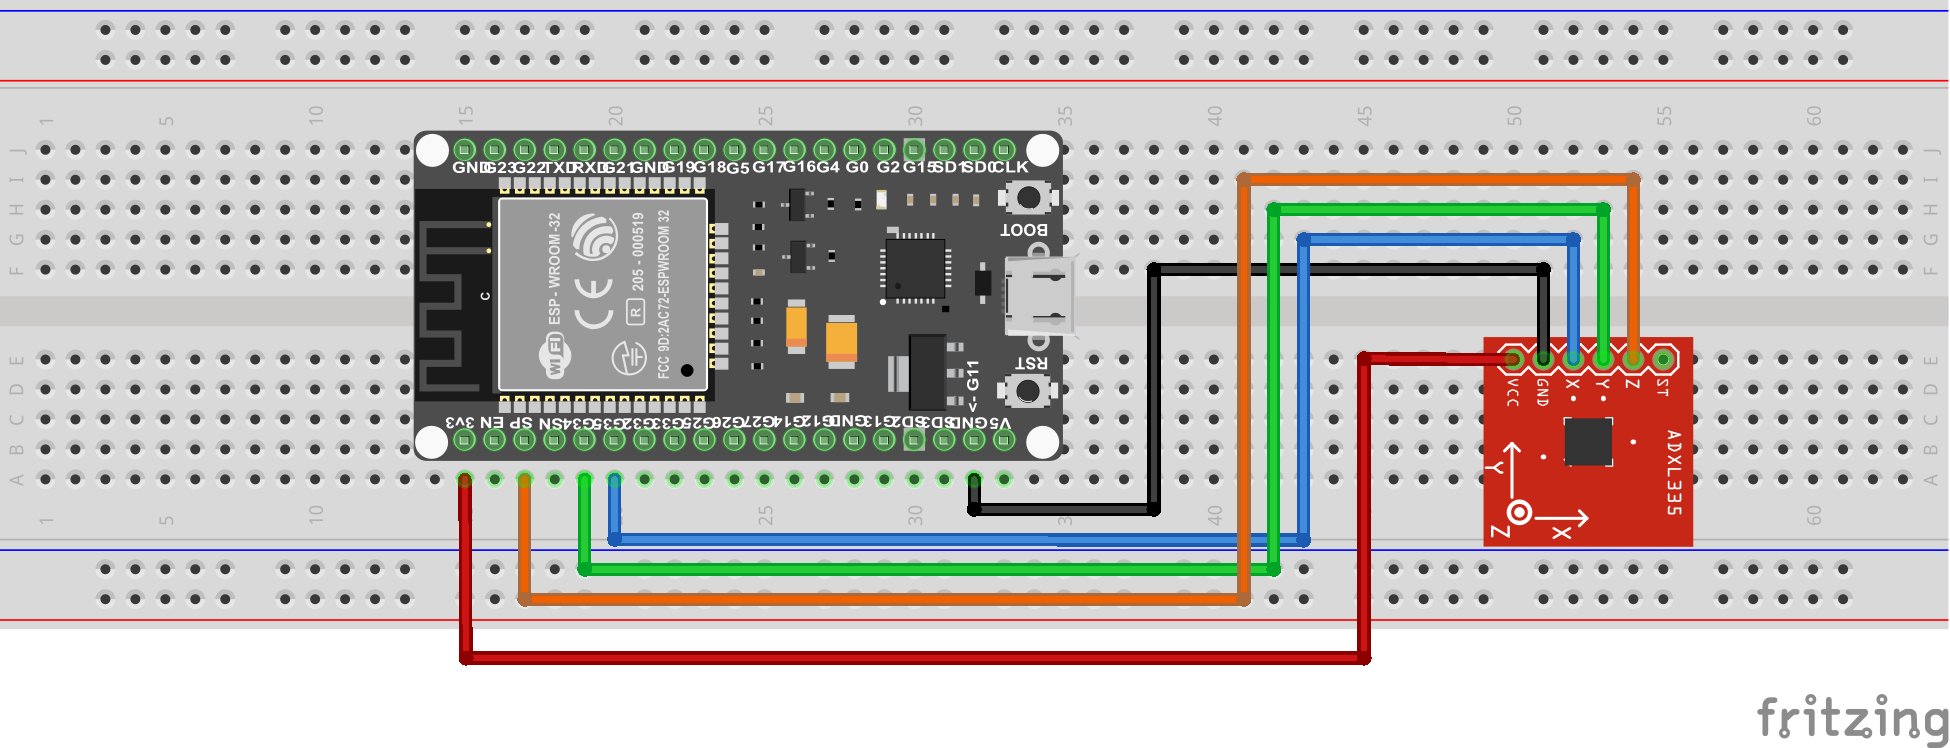 1 5 10 15 20 25 30 35 40 45 50 55 60
J
I
H
G
F
E
D
C
B
A
J
I
H
G
F
E
D
C
B
A
GND G23 G22 TXD RXD G21 GND G19 G18 G5 G17 G16 G4 G0 G2 G15 SD1 SD0 CLK
BOOT
ESP-WROOM-32
Wi Fi
CE
R
205-000519
FCC 9D:2AC72-ESPWROOM 32
C
RST
<- G11
3v3 EN SP SN G34 G35 G32 G33 G25 G26 G27 G14 G12 GND G13 SD2 SD3 GND V5
VCC GND X Y Z ST
ADXL335
Y
Z
X
1 5 10 25 30 3 40 60
fritzing